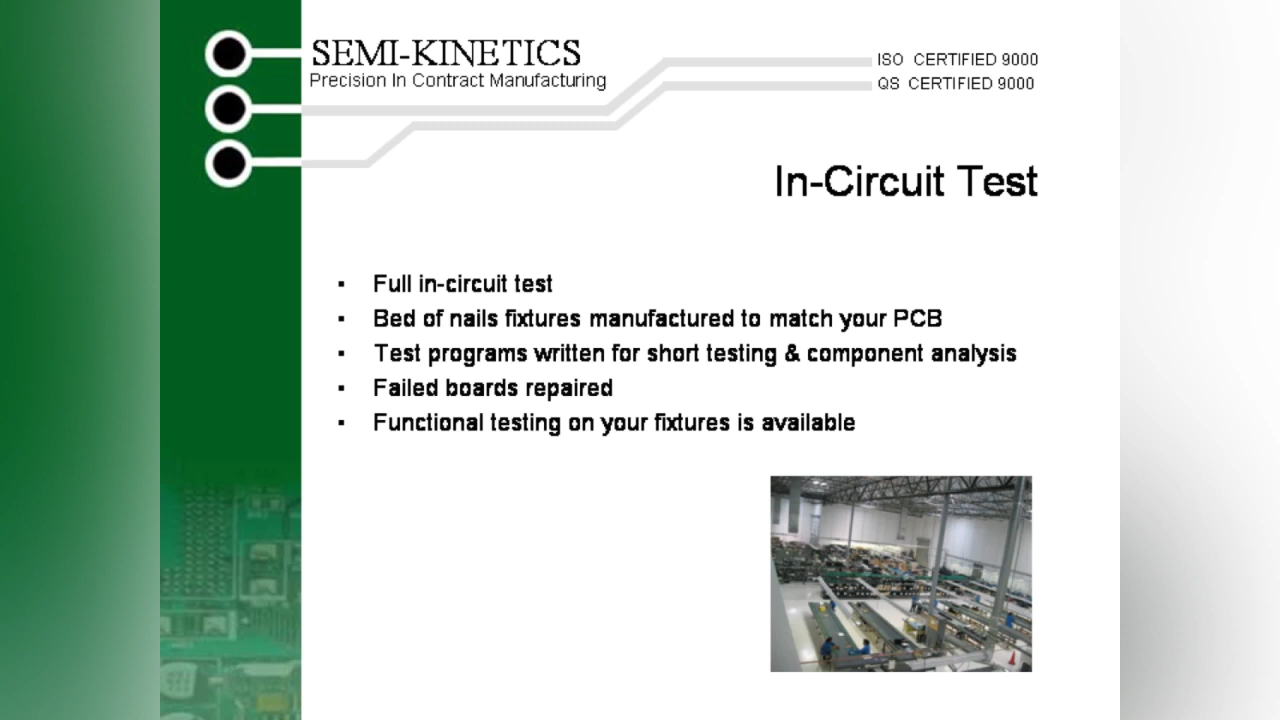 SEMI-KINETICS
Precision In Contract Manufacturing
ISO CERTIFIED 9000
QS CERTIFIED 9000
In-Circuit Test
▪ Full in-circuit test
▪ Bed of nails fixtures manufactured to match your PCB
▪ Test programs written for short testing & component analysis
▪ Failed boards repaired
▪ Functional testing on your fixtures is available